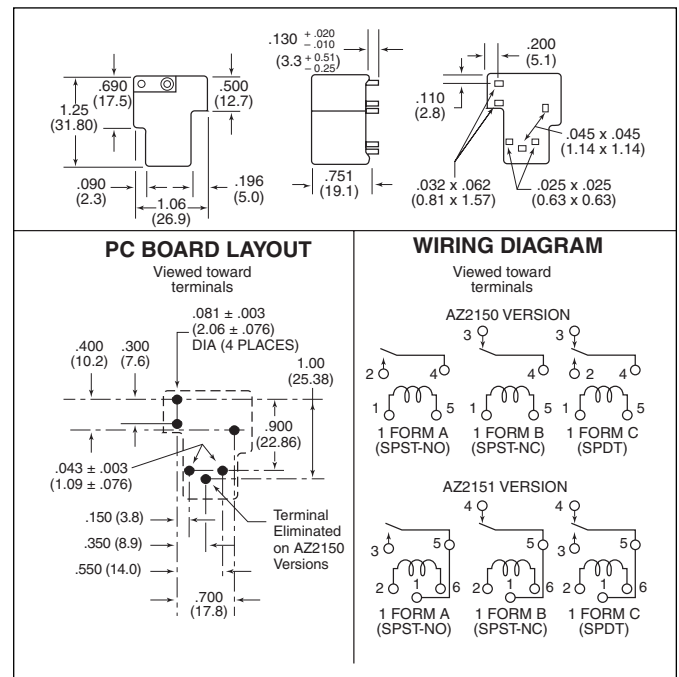 .690
(17.5)
1.25
(31.80)
.500
(12.7)
.090
(2.3)
1.06
(26.9)
.196
(5.0)
.130 + .020 - .010
(3.3 + 0.51 - 0.25)
.751
(19.1)
.200
(5.1)
.110
(2.8)
.045 x .045
(1.14 x 1.14)
.032 x .062
(0.81 x 1.57)
.025 x .025
(0.63 x 0.63)
PC BOARD LAYOUT
Viewed toward
terminals
.081 ± .003
(2.06 ± .076)
DIA (4 PLACES)
.400
(10.2)
.300
(7.6)
1.00
(25.38)
.900
(22.86)
.043 ± .003
(1.09 ± .076)
.150 (3.8)
.350 (8.9)
.550 (14.0)
.700
(17.8)
Terminal
Eliminated
on AZ2150
Versions
WIRING DIAGRAM
Viewed toward
terminals
AZ2150 VERSION
3 3
2 4 4 2 4
1 5 1 5 1 5
1 FORM A 1 FORM B 1 FORM C
(SPST-NO) (SPST-NC) (SPDT)
AZ2151 VERSION
4 4
3 5 5 3 5
2 1 6 2 1 6 2 1 6
1 FORM A 1 FORM B 1 FORM C
(SPST-NO) (SPST-NC) (SPDT)